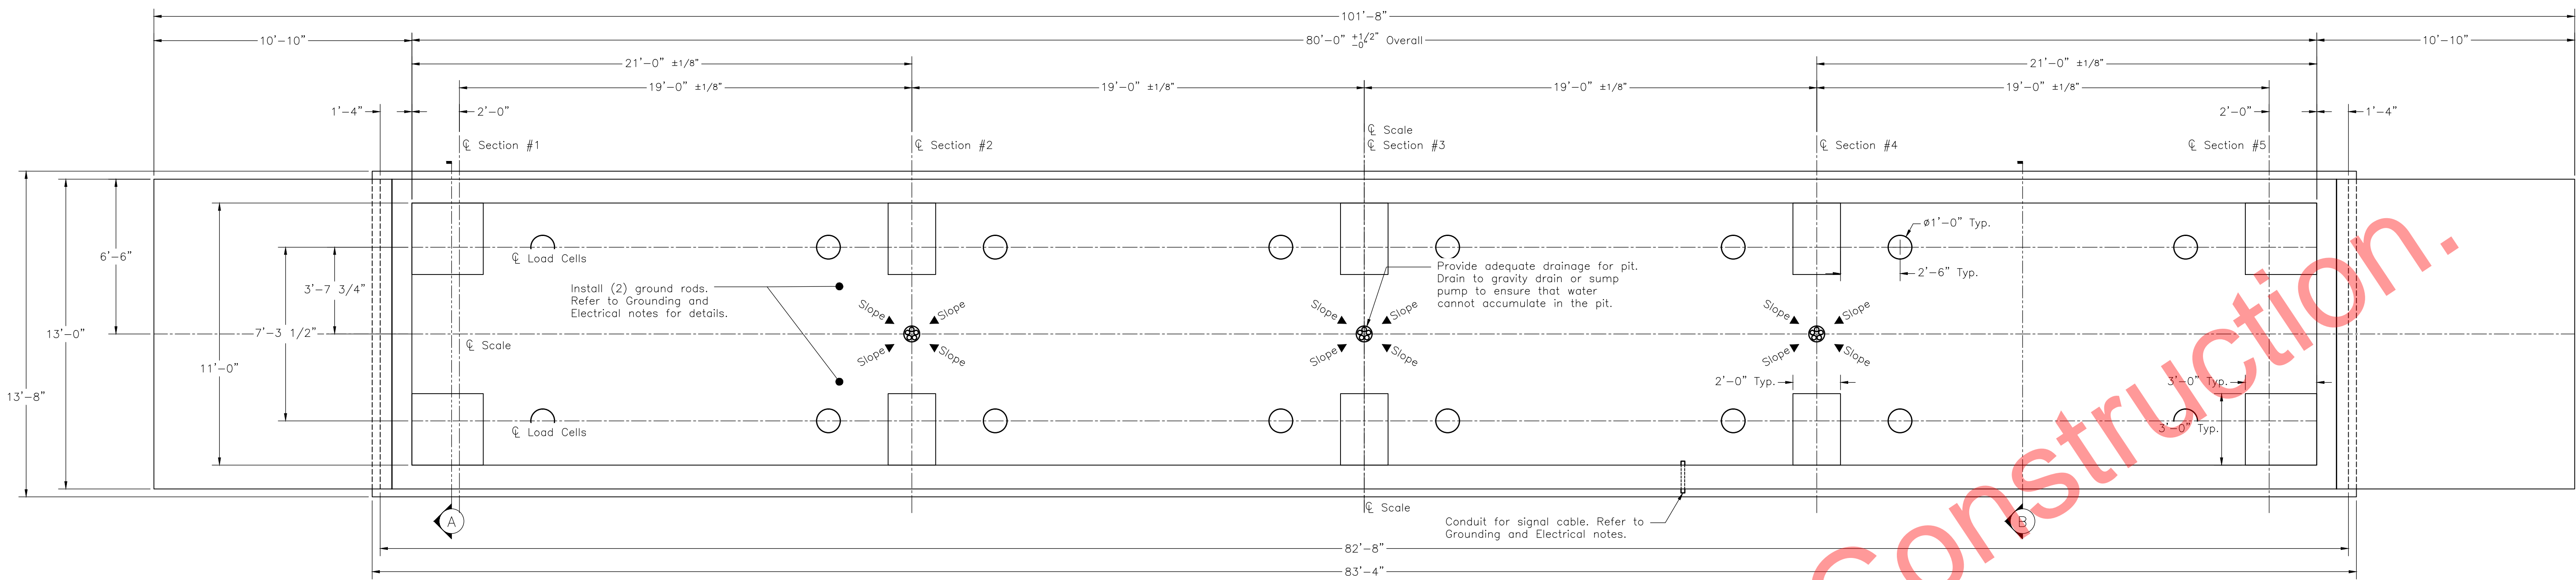 101'-8"
10'-10"
80'-0" +1/2" -0" Overall
10'-10"
21'-0" ±1/8"
21'-0" ±1/8"
19'-0" ±1/8"
19'-0" ±1/8"
19'-0" ±1/8"
19'-0" ±1/8"
1'-4"
2'-0"
2'-0"
1'-4"
℄ Scale
℄ Section #1
℄ Section #2
℄ Section #3
℄ Section #4
℄ Section #5
ø1'-0" Typ.
6'-6"
℄ Load Cells
Provide adequate drainage for pit.
Drain to gravity drain or sump
pump to ensure that water
cannot accumulate in the pit.
2'-6" Typ.
3'-7 3/4"
Install (2) ground rods.
Refer to Grounding and
Electrical notes for details.
Slope
Slope
Slope
Slope
Slope
Slope
13'-0"
7'-3 1/2"
℄ Scale
Slope
Slope
Slope
Slope
Slope
Slope
11'-0"
2'-0" Typ.
3'-0" Typ.
13'-8"
3'-0" Typ.
℄ Load Cells
℄ Scale
A
Conduit for signal cable. Refer to
Grounding and Electrical notes.
B
82'-8"
83'-4"
Construction.